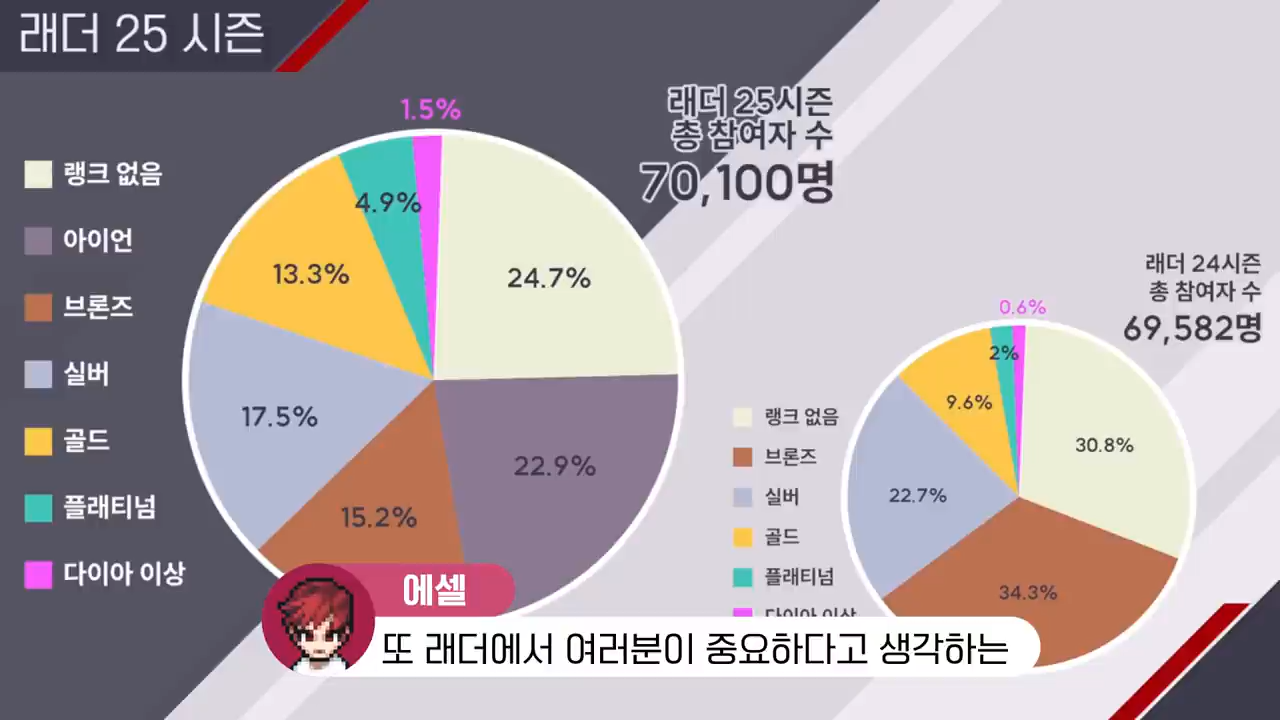 래더 25 시즌
랭크 없음
아이언
브론즈
실버
골드
플래티넘
다이아 이상
1.5%
4.9%
13.3%
24.7%
17.5%
22.9%
15.2%
래더 25시즌
총 참여자 수
70,100명
래더 24시즌
총 참여자 수
69,582명
랭크 없음
브론즈
실버
골드
플래티넘
다이아 이상
0.6%
2%
9.6%
30.8%
22.7%
34.3%
에셀
또 래더에서 여러분이 중요하다고 생각하는